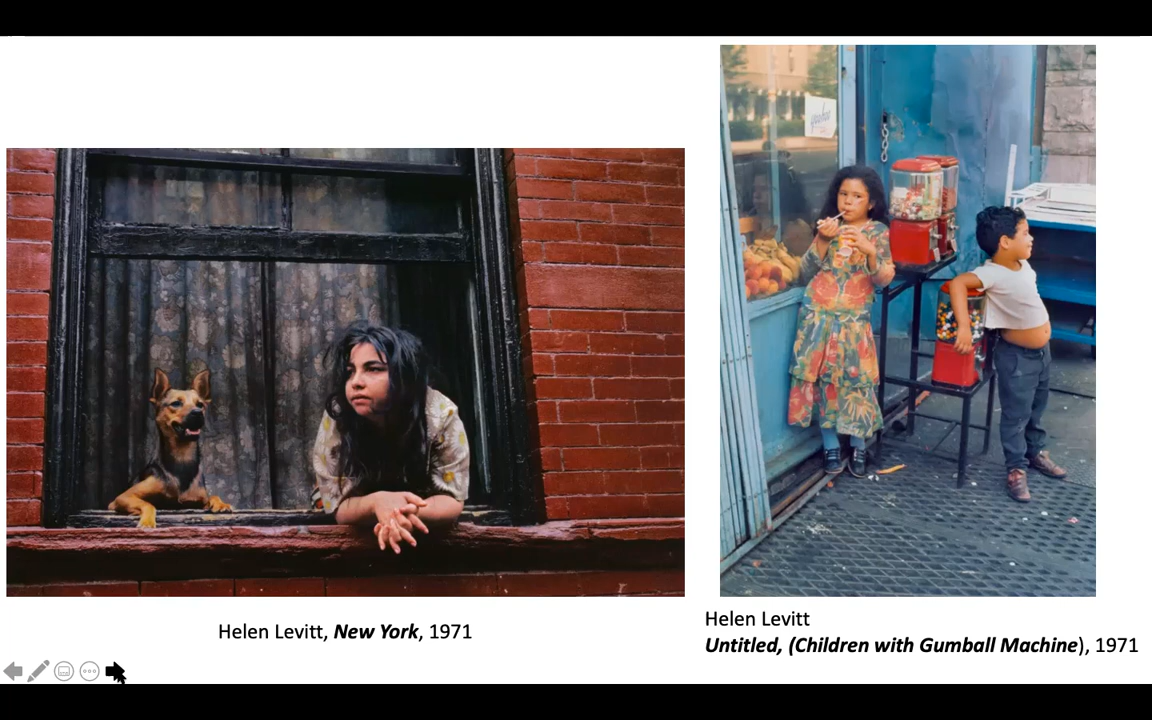 Helen Levitt, New York, 1971
Helen Levitt
Untitled, (Children with Gumball Machine), 1971